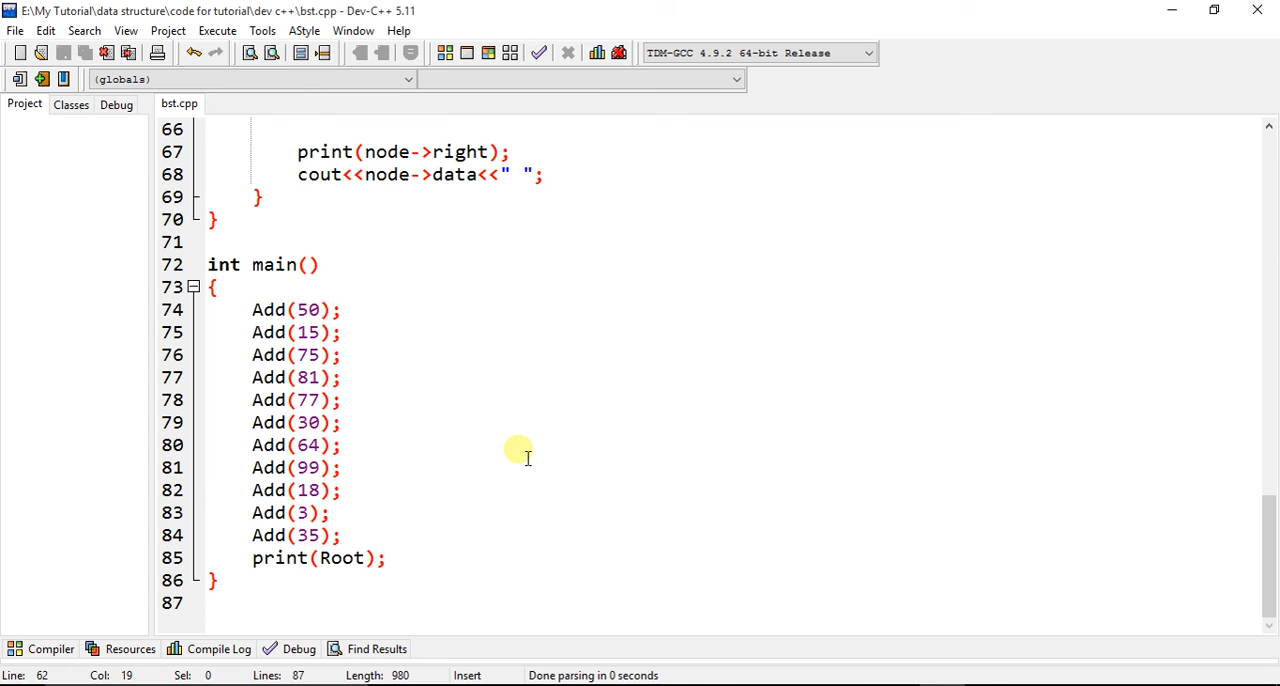 E:\My Tutorial\data structure\code for tutorial\dev c++\bst.cpp - Dev-C++ 5.11
File Edit Search View Project Execute Tools AStyle Window Help
TDM-GCC 4.9.2 64-bit Release
(globals)
Project Classes Debug bst.cpp
66
67 print(node->right);
68 cout<<node->data<<" ";
69 }
70 }
71
72 int main()
73 {
74 Add(50);
75 Add(15);
76 Add(75);
77 Add(81);
78 Add(77);
79 Add(30);
80 Add(64);
81 Add(99);
82 Add(18);
83 Add(3);
84 Add(35);
85 print(Root);
86 }
87
Compiler Resources Compile Log Debug Find Results
Line: 62 Col: 19 Sel: 0 Lines: 87 Length: 980 Insert Done parsing in 0 seconds